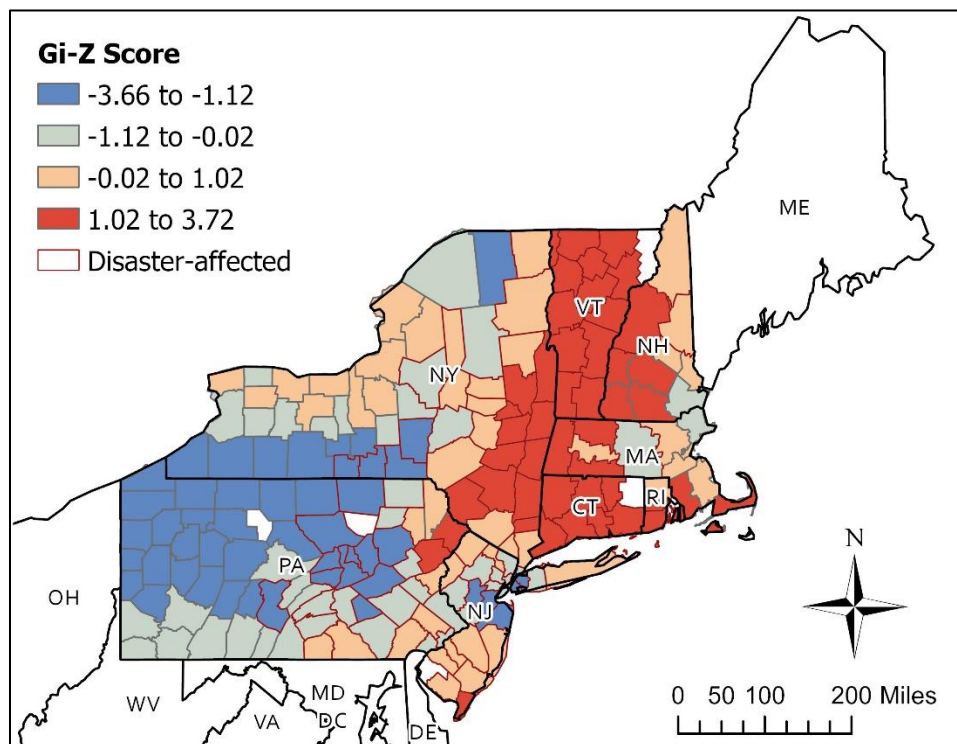 Gi-Z Score
-3.66 to -1.12
-1.12 to -0.02
-0.02 to 1.02
1.02 to 3.72
Disaster-affected
ME
VT
NH
NY
MA
CT
RI
PA
NJ
OH
WV
VA
MD
DC
DE
N
0 50 100 200 Miles